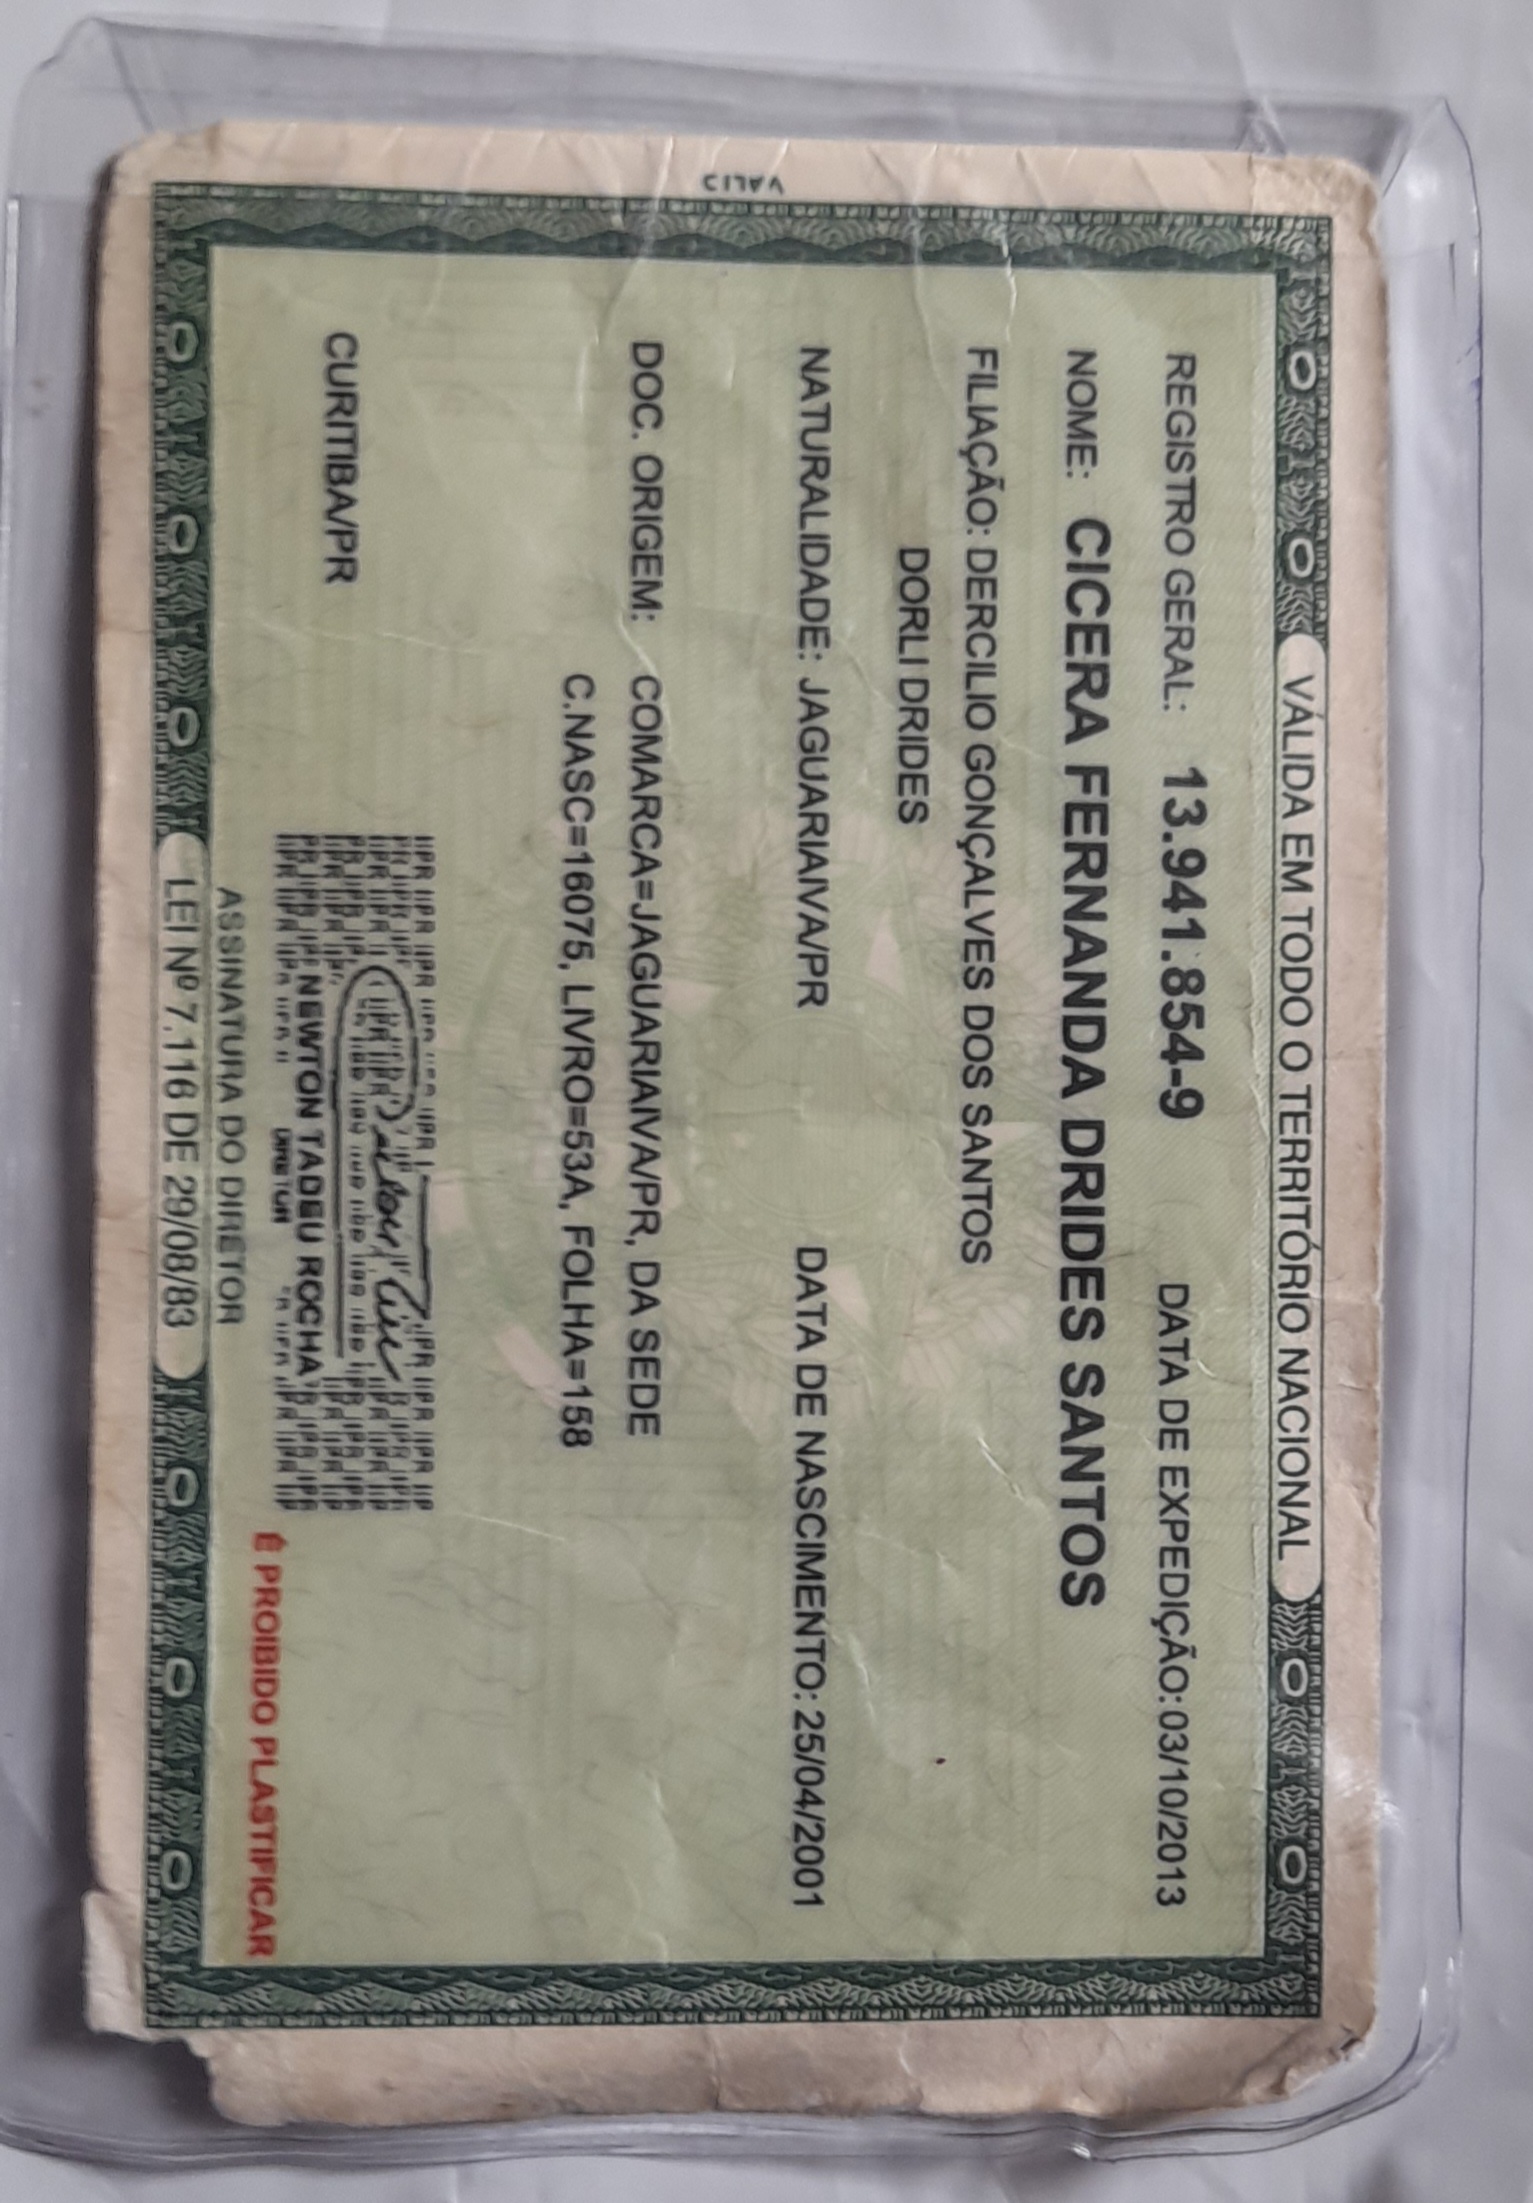 VÁLIDA EM TODO O TERRITÓRIO NACIONAL
REGISTRO GERAL: 13.941.854-9 DATA DE EXPEDIÇÃO:03/10/2013
NOME: CICERA FERNANDA DRIDES SANTOS
FILIAÇÃO: DERCILIO GONÇALVES DOS SANTOS
DORLI DRIDES
NATURALIDADE: JAGUARIAIVA/PR DATA DE NASCIMENTO: 25/04/2001
DOC. ORIGEM: COMARCA=JAGUARIAIVA/PR, DA SEDE
C.NASC=16075, LIVRO=53A, FOLHA=158
CURITIBA/PR
NEWTON TADEU ROCHA
DIRETOR
ASSINATURA DO DIRETOR
É PROIBIDO PLASTIFICAR
LEI Nº 7.116 DE 29/08/83